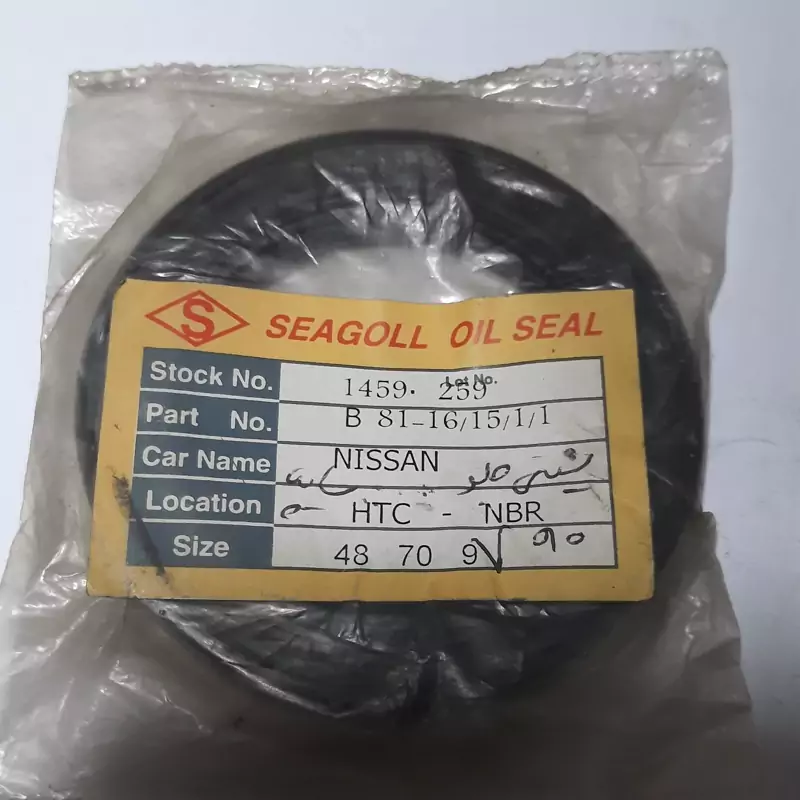 S SEAGOLL OIL SEAL
Stock No. 1459. 259 Lot No.
Part No. B 81-16/15/1/1
Car Name NISSAN
Location HTC - NBR
Size 48 70 9 ۹۰